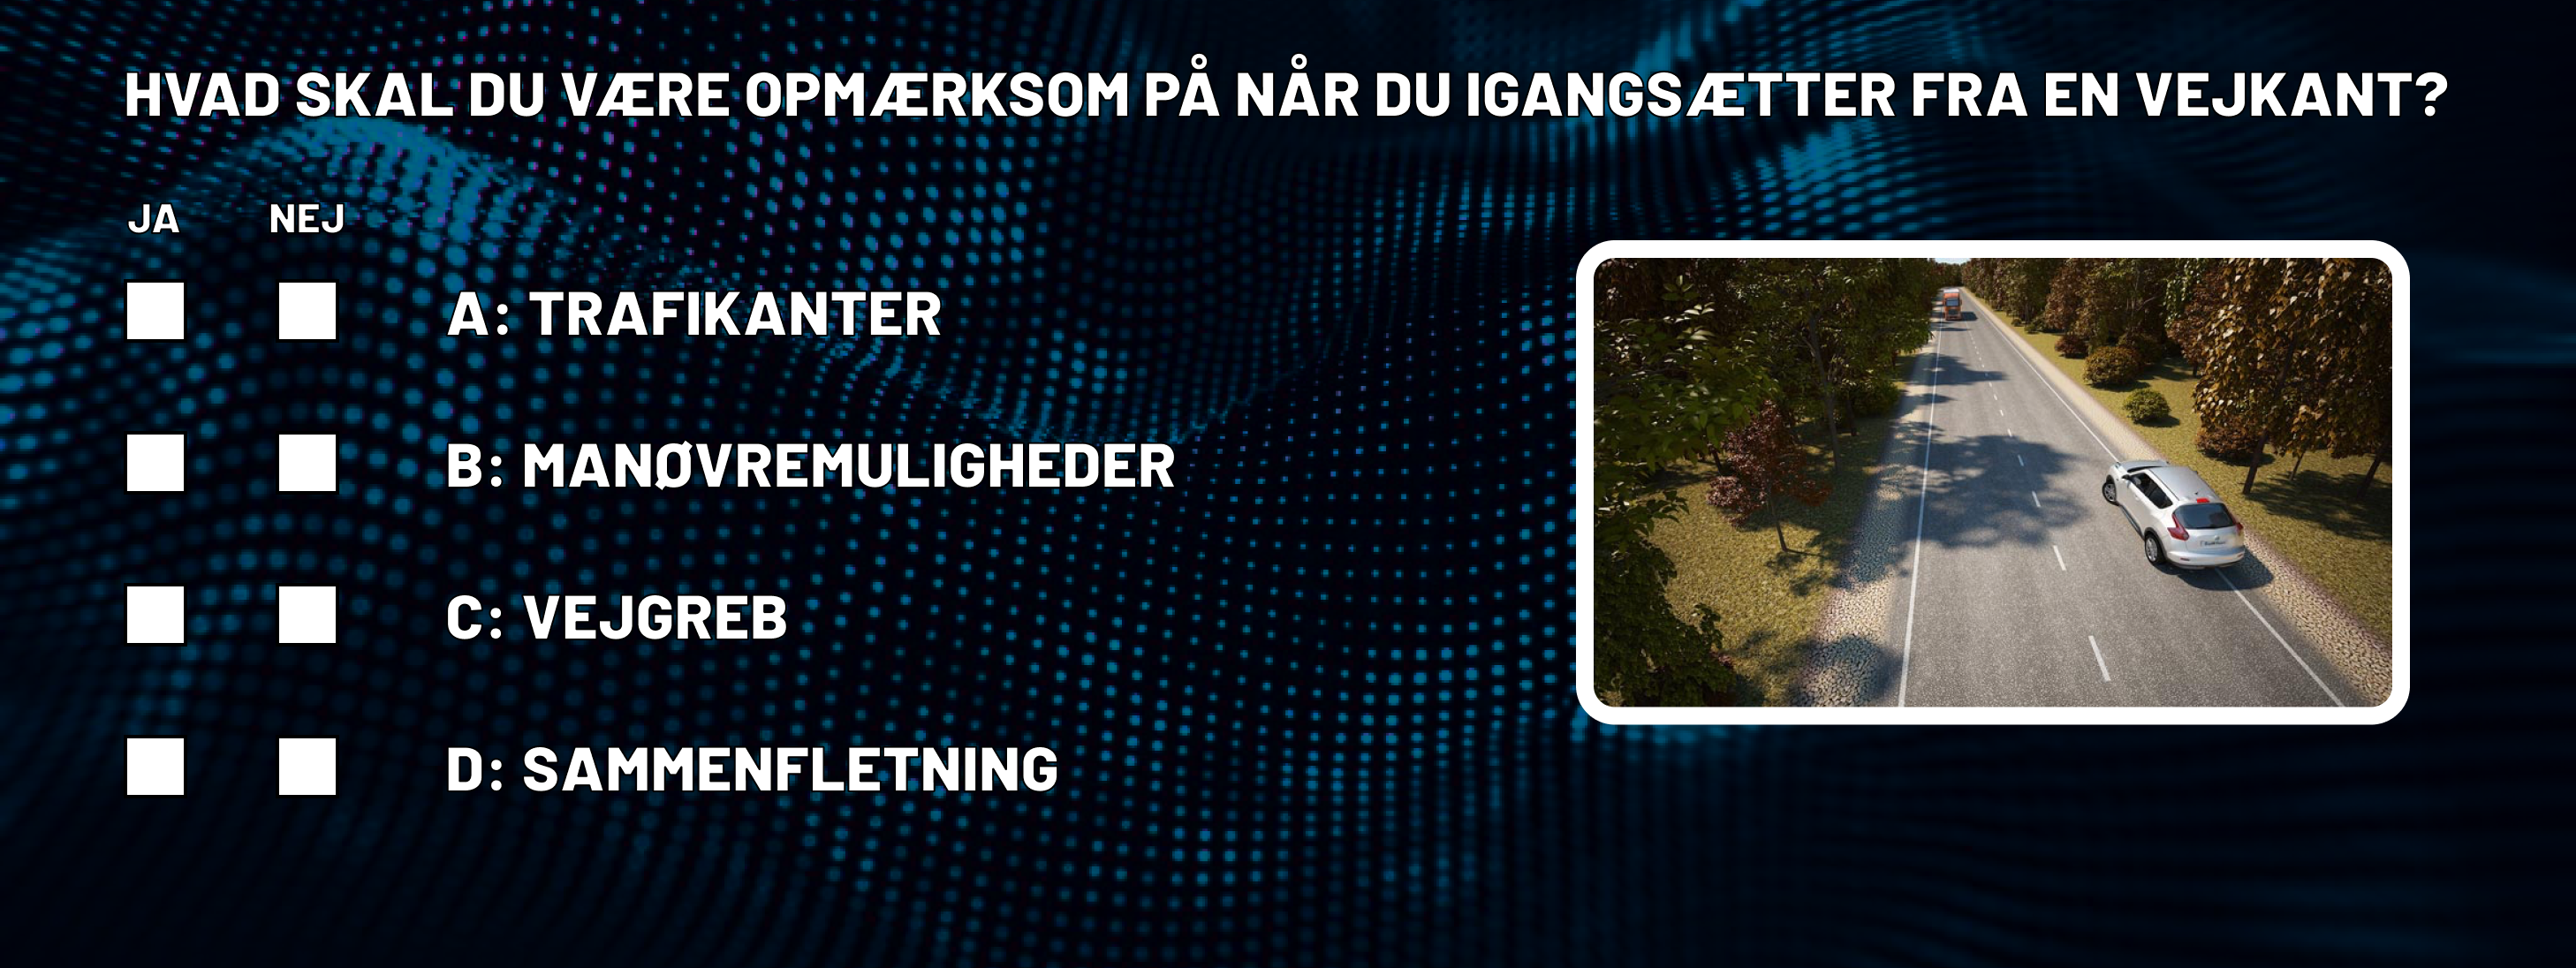 HVAD SKAL DU VÆRE OPMÆRKSOM PÅ NÅR DU IGANGSÆTTER FRA EN VEJKANT?
JA NEJ
A: TRAFIKANTER
B: MANØVREMULIGHEDER
C: VEJGREB
D: SAMMENFLETNING